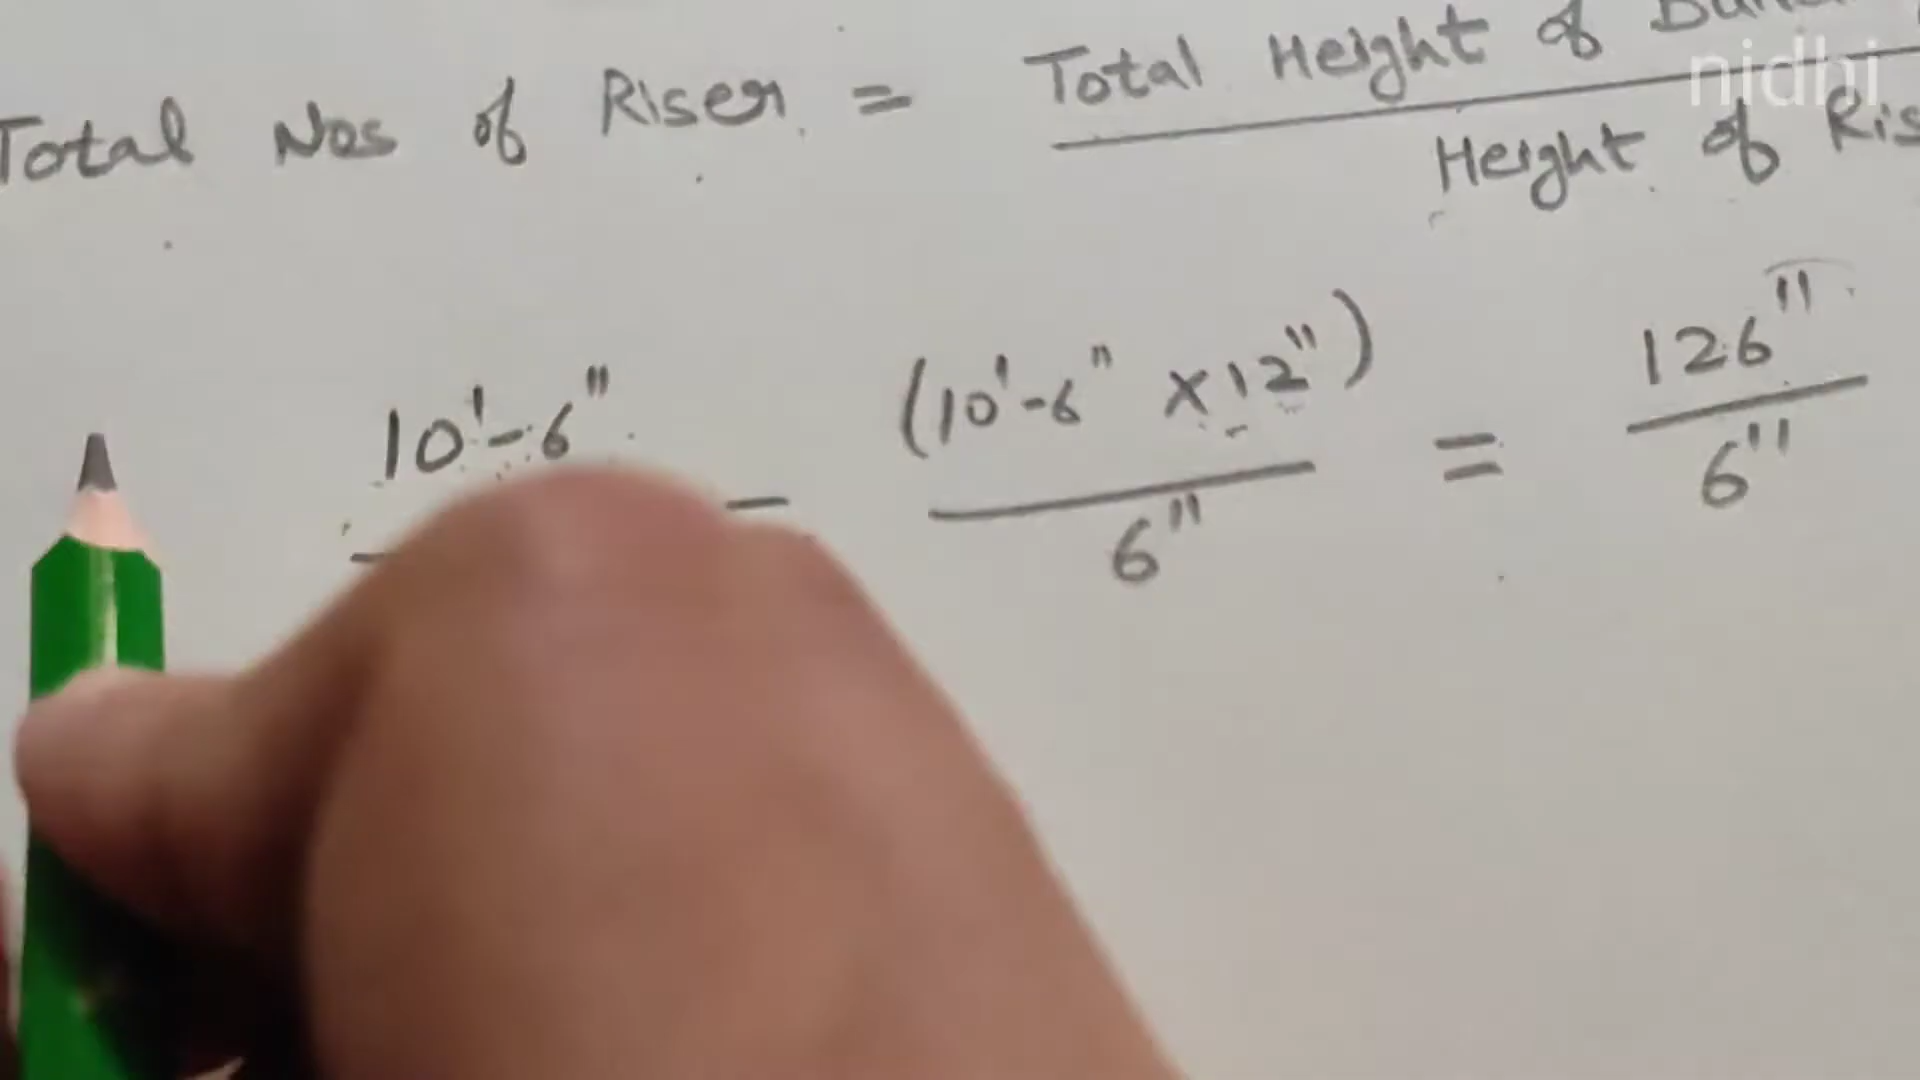 Total Height of
nidhi
Total Nos of Riser =
Height of
10'-6" = (10'-6" x 12") = 126"
6" 6"